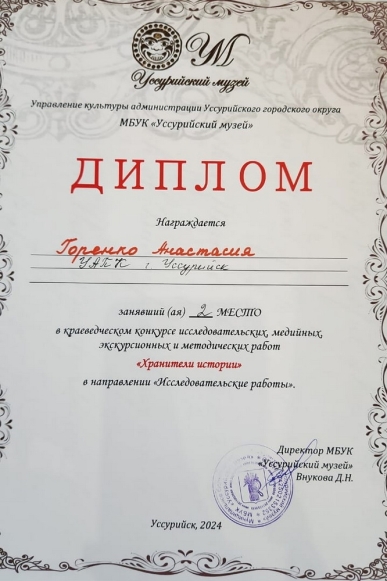 УМ
Уссурийский музей
Управление культуры администрации Уссурийского городского округа
МБУК «Уссурийский музей»
ДИПЛОМ
Награждается
Горенко Анастасия
УАПК г Уссурийск
занявший (ая) 2 МЕСТО
в краеведческом конкурсе исследовательских, медийных,
экскурсионных и методических работ
«Хранители истории»
в направлении «Исследовательские работы».
Директор МБУК
«Уссурийский музей»
Внукова Д.Н.
Уссурийск, 2024